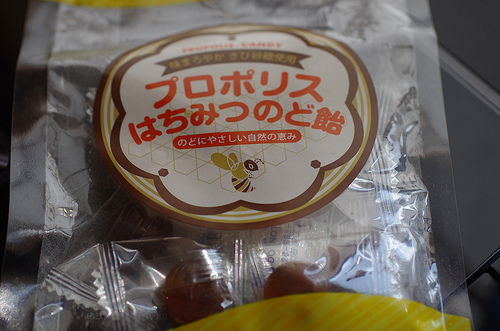 PROPOLIS CANDY
味まろやか きび砂糖使用
プロポリス
はちみつのど飴
のどにやさしい自然の恵み